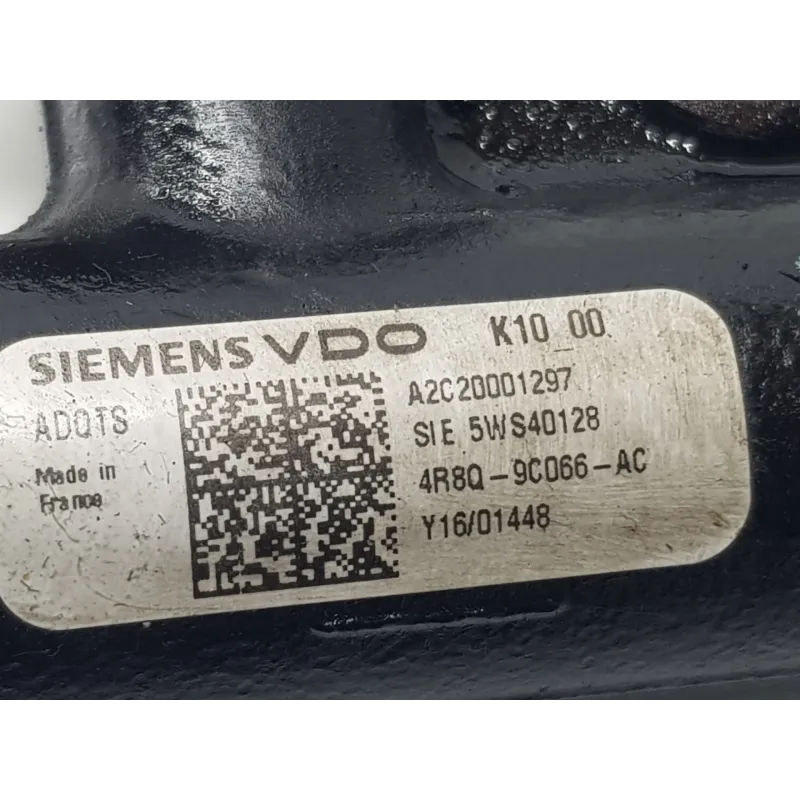 SIEMENS VDO K10_00
A2C20001297
ADQTS
SIE 5WS40128
Made in
France
4R8Q-9C066-AC
Y16/01448